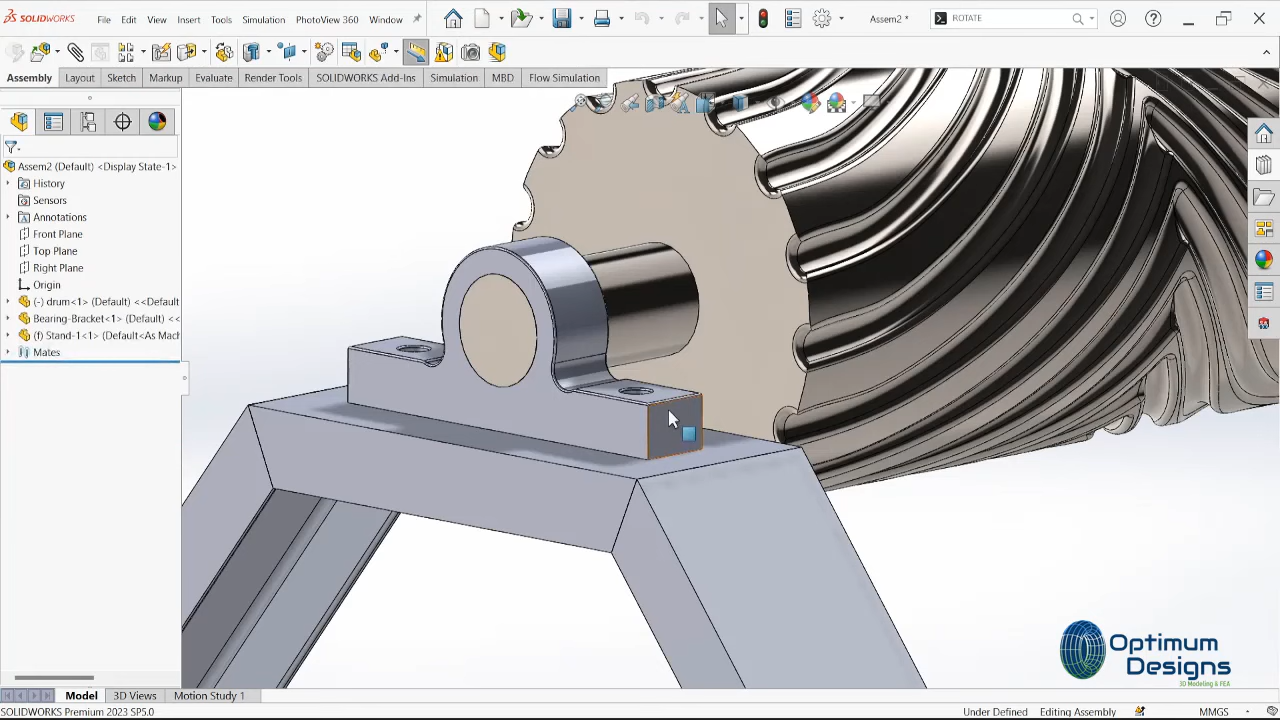 SOLIDWORKS File Edit View Insert Tools Simulation PhotoView 360 Window Assem2 * ROTATE
Assembly Layout Sketch Markup Evaluate Render Tools SOLIDWORKS Add-Ins Simulation MBD Flow Simulation
Assem2 (Default) <Display State-1>
History
Sensors
Annotations
Front Plane
Top Plane
Right Plane
Origin
(-) drum<1> (Default) <<Default
Bearing-Bracket<1> (Default) <<
(f) Stand-1<1> (Default<As Mach
Mates
Optimum
Designs
3D Modeling & FEA
Model 3D Views Motion Study 1
SOLIDWORKS Premium 2023 SP5.0 Under Defined Editing Assembly MMGS